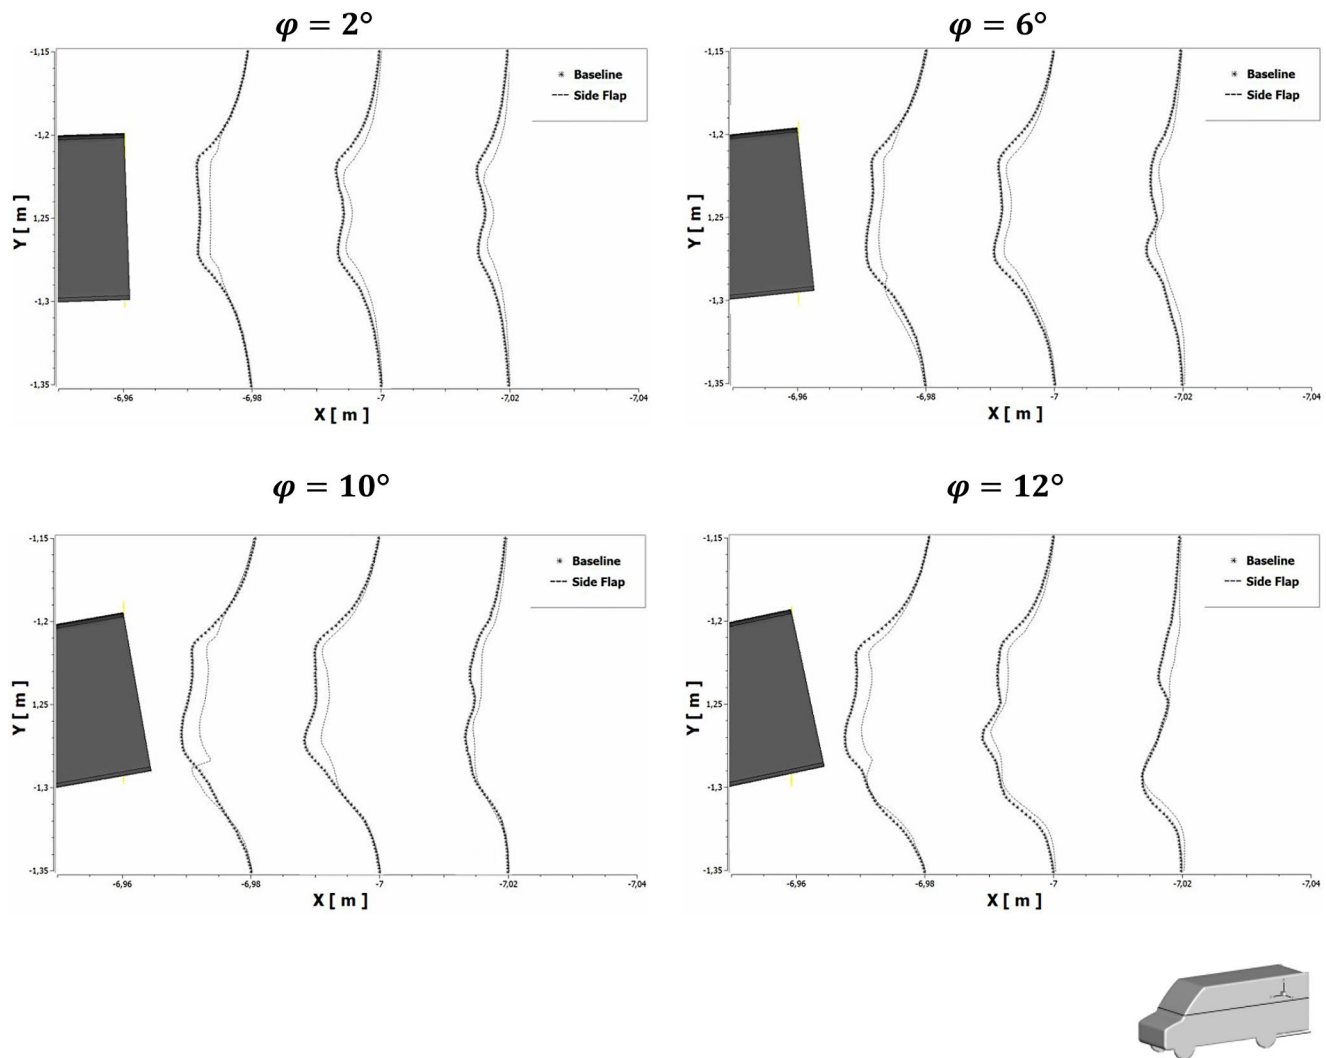 φ = 2°
-1,15
-1,2
1,25
-1,3
-1,35
Y [ m ]
Baseline
Side Flap
-6,96
-6,98
-7
-7,02
-7,04
X [ m ]
φ = 6°
-1,15
-1,2
1,25
-1,3
-1,35
Y [ m ]
Baseline
Side Flap
-6,96
-6,98
-7
-7,02
-7,04
X [ m ]
φ = 10°
-1,15
-1,2
-1,25
-1,3
-1,35
Y [ m ]
Baseline
Side Flap
-6,96
-6,98
-7
-7,02
-7,04
X [ m ]
φ = 12°
-1,15
-1,2
-1,25
-1,3
-1,35
Y [ m ]
Baseline
Side Flap
-6,96
-6,98
-7
-7,02
-7,04
X [ m ]